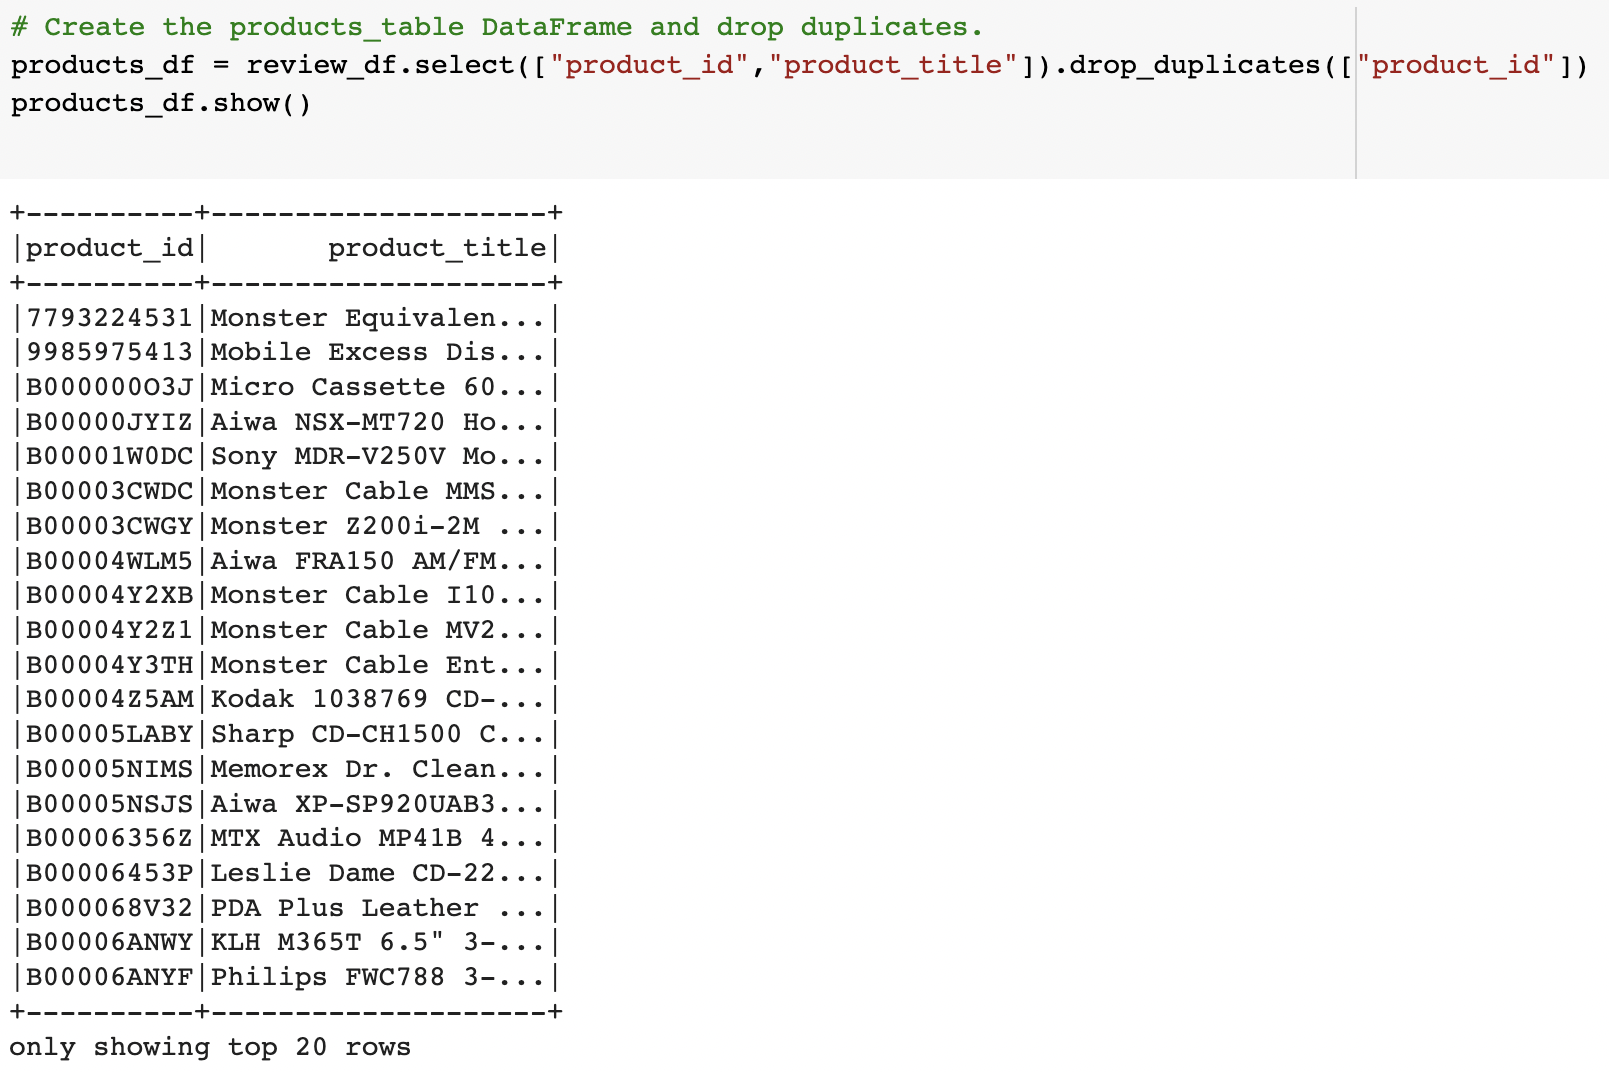 # Create the products_table DataFrame and drop duplicates.
products_df = review_df.select(["product_id","product_title"]).drop_duplicates(["product_id"])
products_df.show()
+----------+--------------------+
|product_id|       product_title|
+----------+--------------------+
|7793224531|Monster Equivalen...|
|9985975413|Mobile Excess Dis...|
|B000000O3J|Micro Cassette 60...|
|B00000JYIZ|Aiwa NSX-MT720 Ho...|
|B00001W0DC|Sony MDR-V250V Mo...|
|B00003CWDC|Monster Cable MMS...|
|B00003CWGY|Monster Z200i-2M ...|
|B00004WLM5|Aiwa FRA150 AM/FM...|
|B00004Y2XB|Monster Cable I10...|
|B00004Y2Z1|Monster Cable MV2...|
|B00004Y3TH|Monster Cable Ent...|
|B00004Z5AM|Kodak 1038769 CD-...|
|B00005LABY|Sharp CD-CH1500 C...|
|B00005NIMS|Memorex Dr. Clean...|
|B00005NSJS|Aiwa XP-SP920UAB3...|
|B00006356Z|MTX Audio MP41B 4...|
|B00006453P|Leslie Dame CD-22...|
|B000068V32|PDA Plus Leather ...|
|B00006ANWY|KLH M365T 6.5" 3-...|
|B00006ANYF|Philips FWC788 3-...|
+----------+--------------------+
only showing top 20 rows